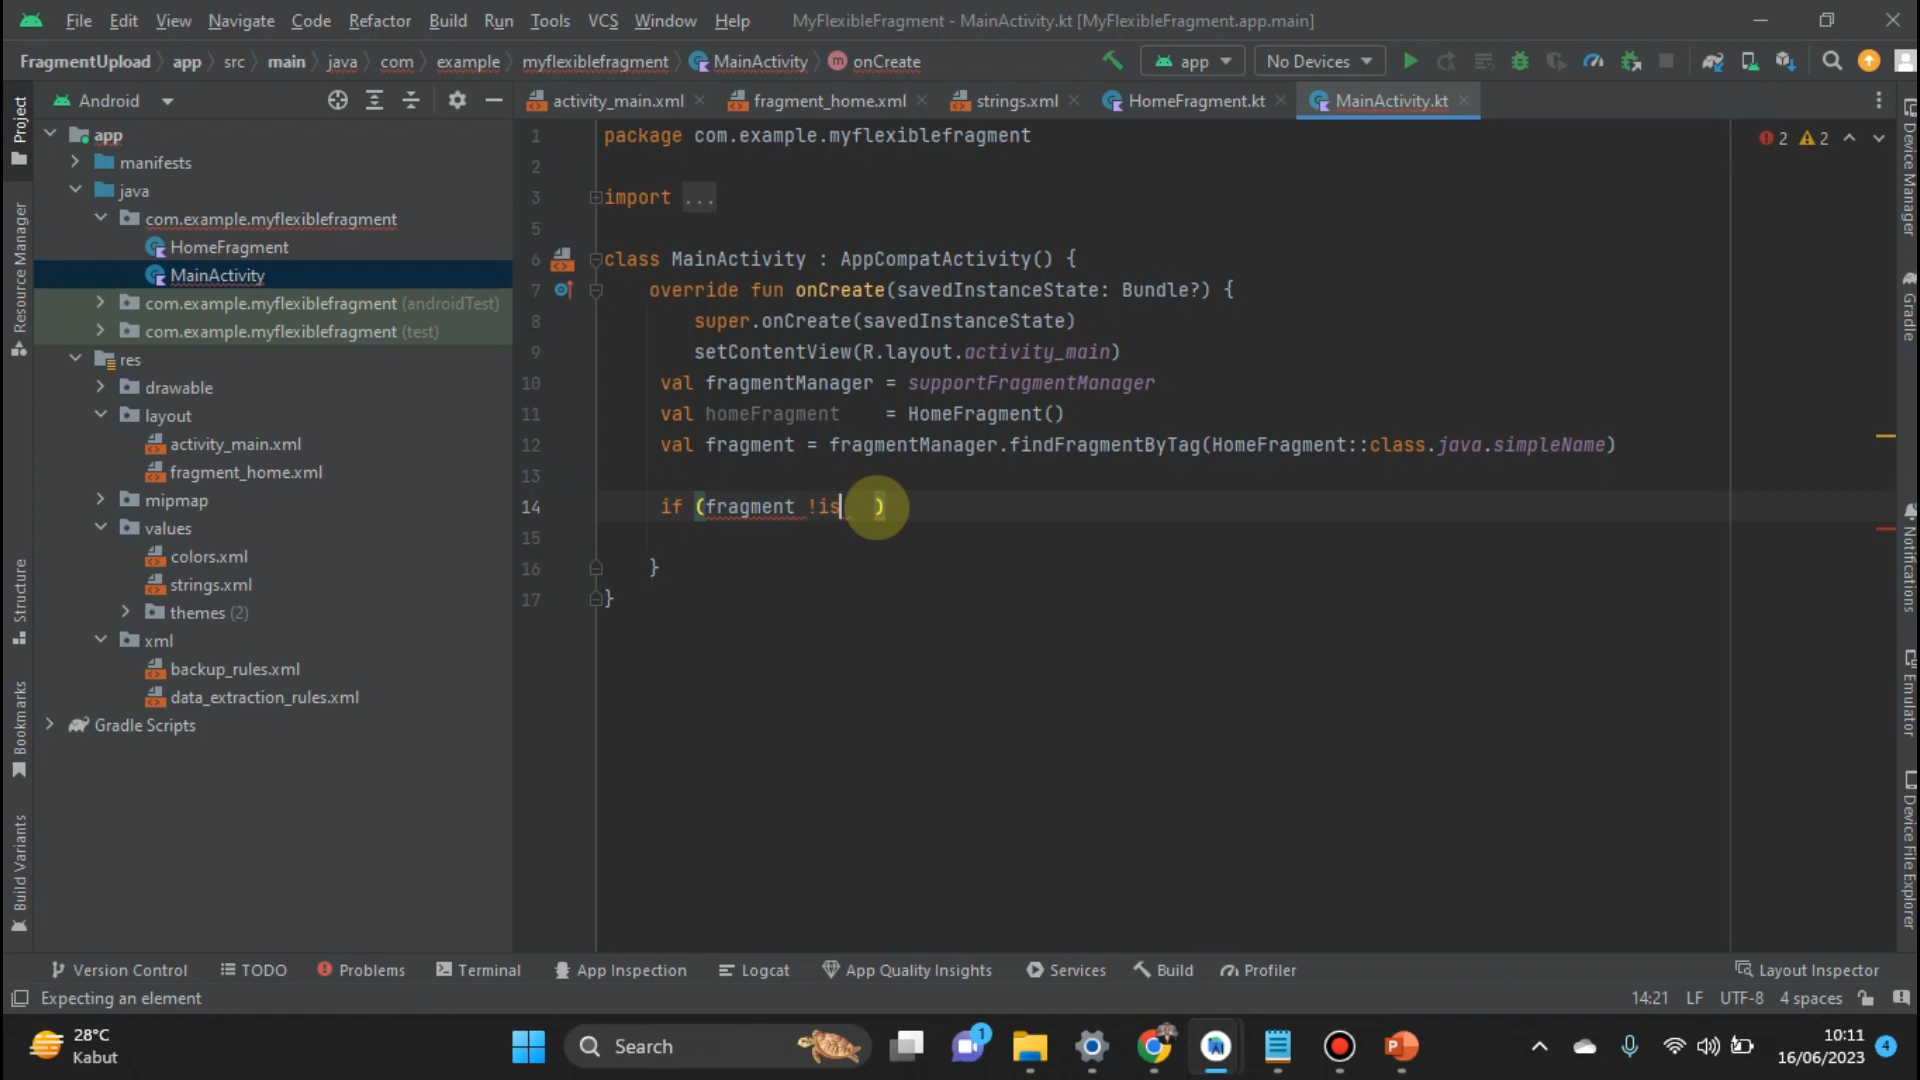 File Edit View Navigate Code Refactor Build Run Tools VCS Window Help MyFlexibleFragment - MainActivity.kt [MyFlexibleFragment.app.main]
FragmentUpload app src main java com example myflexiblefragment MainActivity onCreate app No Devices
Android activity_main.xml fragment_home.xml strings.xml HomeFragment.kt MainActivity.kt
Project
Resource Manager
Structure
Bookmarks
Build Variants
app
manifests
java
com.example.myflexiblefragment
HomeFragment
MainActivity
com.example.myflexiblefragment (androidTest)
com.example.myflexiblefragment (test)
res
drawable
layout
activity_main.xml
fragment_home.xml
mipmap
values
colors.xml
strings.xml
themes (2)
xml
backup_rules.xml
data_extraction_rules.xml
Gradle Scripts
2 2
1 package com.example.myflexiblefragment
2
3 import ...
5
6 class MainActivity : AppCompatActivity() {
7 override fun onCreate(savedInstanceState: Bundle?) {
8 super.onCreate(savedInstanceState)
9 setContentView(R.layout.activity_main)
10 val fragmentManager = supportFragmentManager
11 val homeFragment = HomeFragment()
12 val fragment = fragmentManager.findFragmentByTag(HomeFragment::class.java.simpleName)
13
14 if (fragment !is )
15
16 }
17 }
Device Manager
Gradle
Notifications
Emulator
Device File Explorer
Version Control TODO Problems Terminal App Inspection Logcat App Quality Insights Services Build Profiler Layout Inspector
Expecting an element 14:21 LF UTF-8 4 spaces
28°C
Kabut
Search
1
10:11
16/06/2023
4